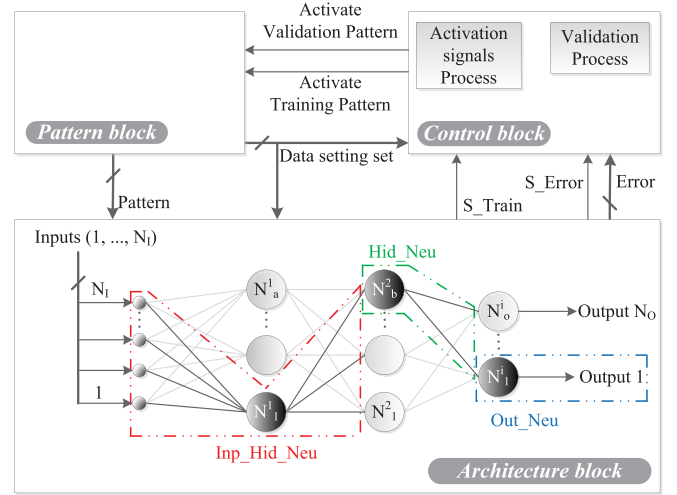 Activate
Validation Pattern
Activate
Training Pattern
Activation
signals
Process
Validation
Process
Pattern block
Control block
Data setting set
Pattern
S_Train
S_Error
Error
Inputs (1, ..., N_I)
Hid_Neu
N_I
N^1_a
N^2_b
N^i_o
Output N_O
1
N^1_1
N^2_1
N^i_1
Output 1
Inp_Hid_Neu
Out_Neu
Architecture block